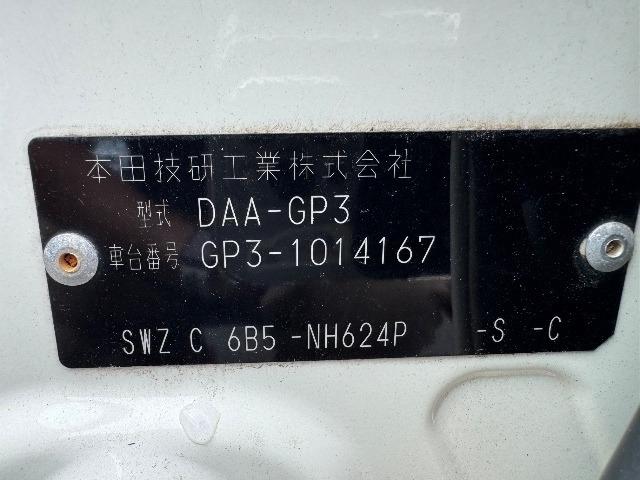 本田技研工業株式会社
型式 DAA-GP3
車台番号 GP3-1014167
SWZ C 6B5 -NH624P -S -C